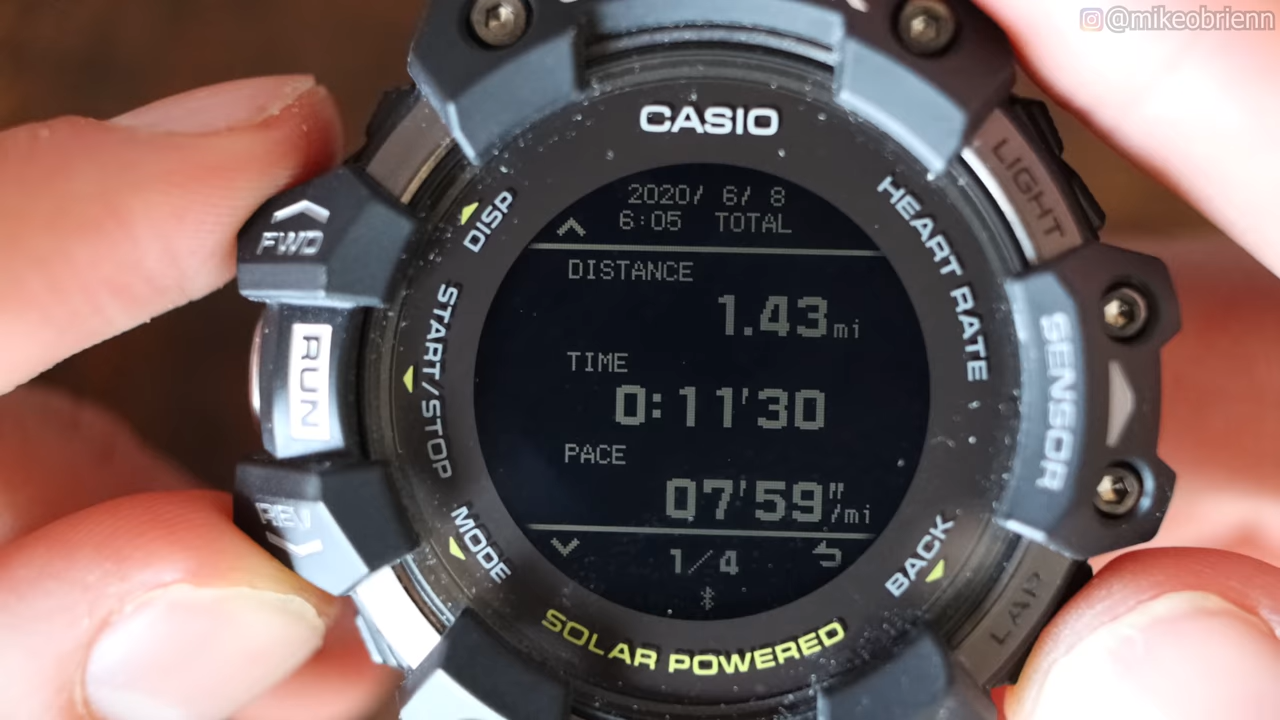 @mikeobrienn
CASIO
LIGHT
HEART RATE
DISP
FWD
2020/ 6/ 8
6:05 TOTAL
DISTANCE
1.43mi
START/STOP
RUN
TIME
0:11'30
SENSOR
PACE
07'59"/mi
REV
MODE
1/4
BACK
LAP
SOLAR POWERED